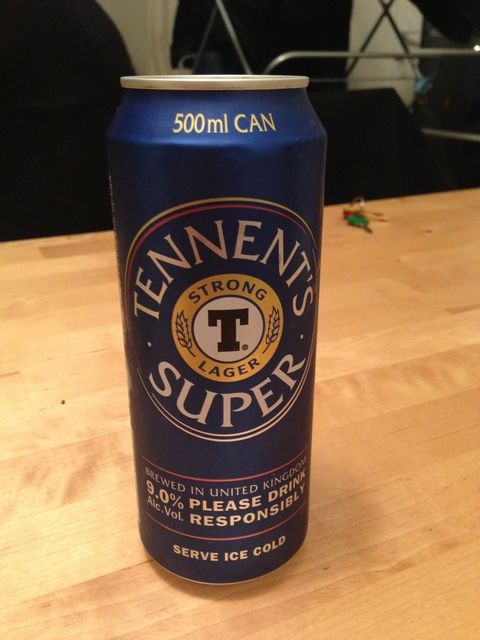 500ml CAN
TENNENT'S
STRONG
T
LAGER
SUPER
BREWED IN UNITED KINGDOM
9.0% PLEASE DRINK
Alc.Vol. RESPONSIBLY
SERVE ICE COLD